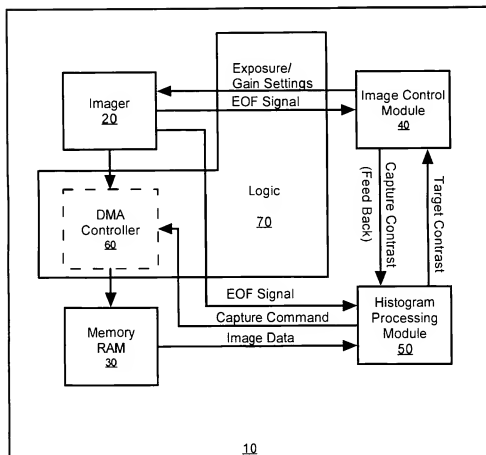 Exposure/
Gain Settings
EOF Signal
Imager
20
Image Control
Module
40
Logic
70
DMA
Controller
60
Capture Contrast
(Feed Back)
Target Contrast
EOF Signal
Capture Command
Image Data
Memory
RAM
30
Histogram
Processing
Module
50
10